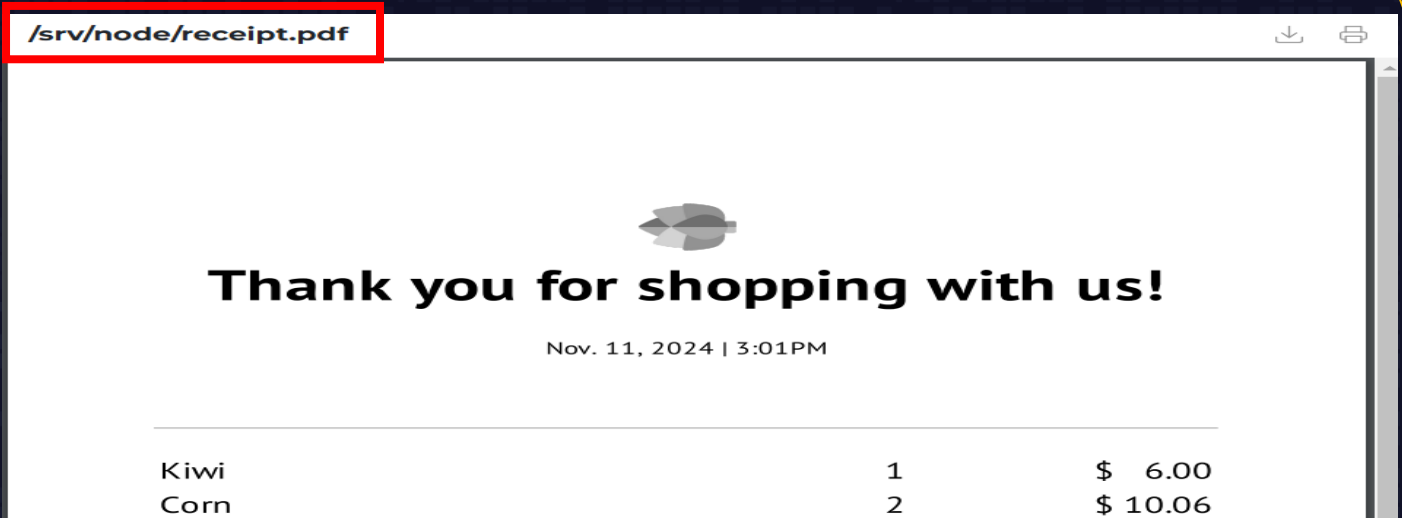 /srv/node/receipt.pdf
Thank you for shopping with us!
Nov. 11, 2024 | 3:01PM
Kiwi 1 $ 6.00
Corn 2 $ 10.06